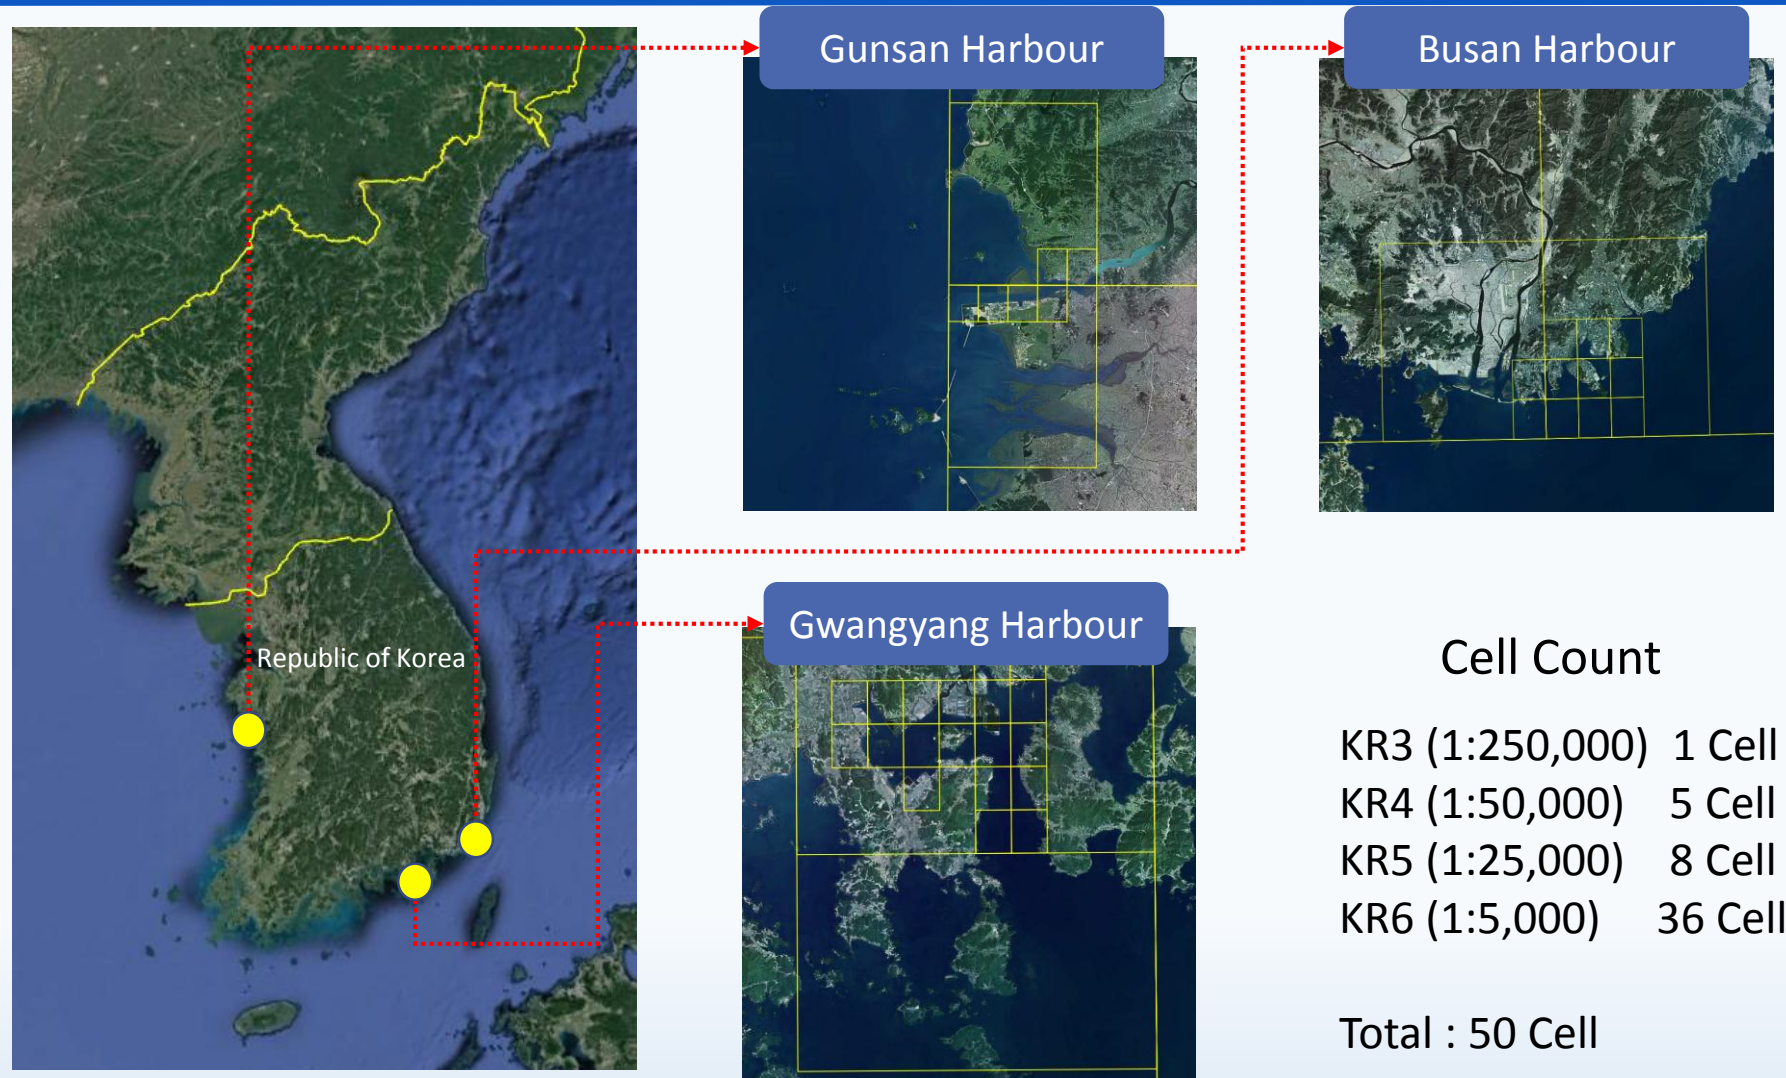 Gunsan Harbour
Busan Harbour
Republic of Korea
Gwangyang Harbour
Cell Count
KR3 (1:250,000) 1 Cell
KR4 (1:50,000) 5 Cell
KR5 (1:25,000) 8 Cell
KR6 (1:5,000) 36 Cell
Total : 50 Cell